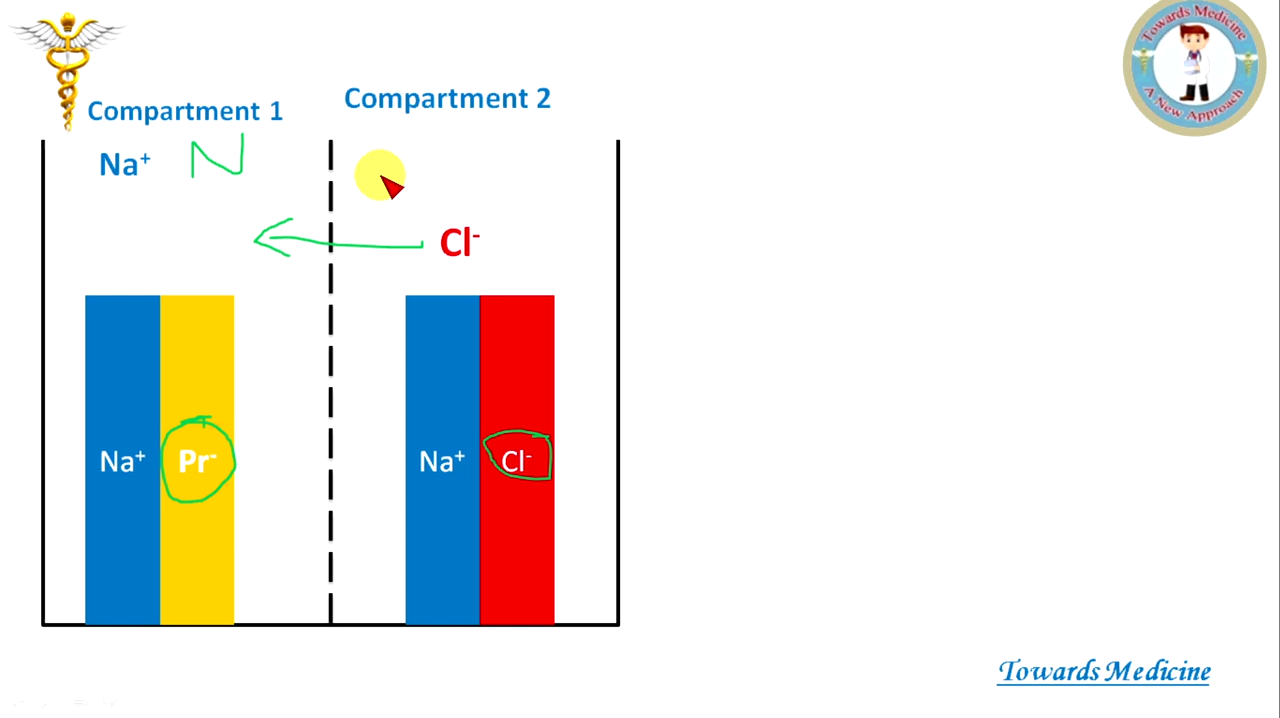 Towards Medicine
A New Approach
Compartment 1
Compartment 2
Na⁺ N
Cl⁻
Na⁺ Pr⁻
Na⁺ Cl⁻
Towards Medicine